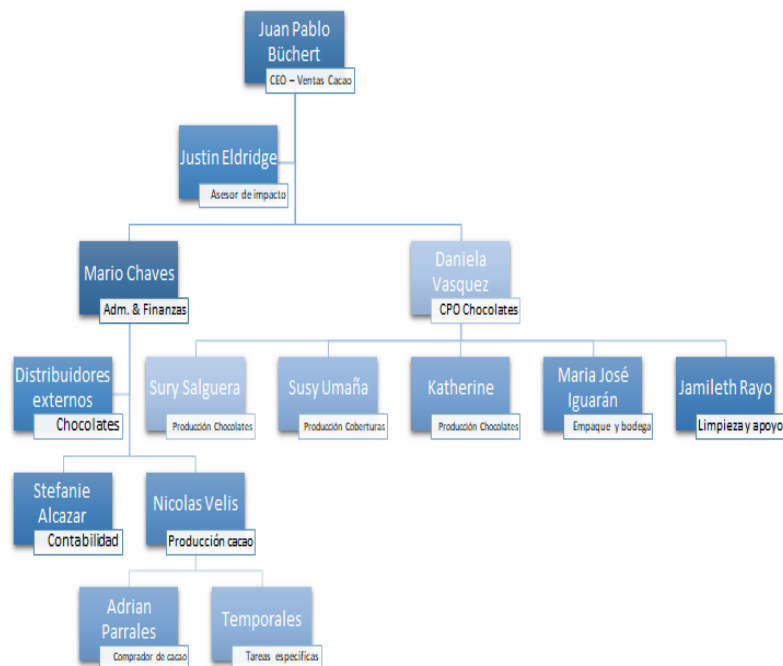 Juan Pablo
Büchert
CEO – Ventas Cacao
Justin Eldridge
Asesor de impacto
Mario Chaves
Adm. & Finanzas
Daniela
Vasquez
CPO Chocolates
Distribuidores
externos
Chocolates
Sury Salguera
Producción Chocolates
Susy Umaña
Producción Coberturas
Katherine
Producción Chocolates
Maria José
Iguarán
Empaque y bodega
Jamileth Rayo
Limpieza y apoyo
Stefanie
Alcazar
Contabilidad
Nicolas Velis
Producción cacao
Adrian
Parrales
Comprador de cacao
Temporales
Tareas específicas